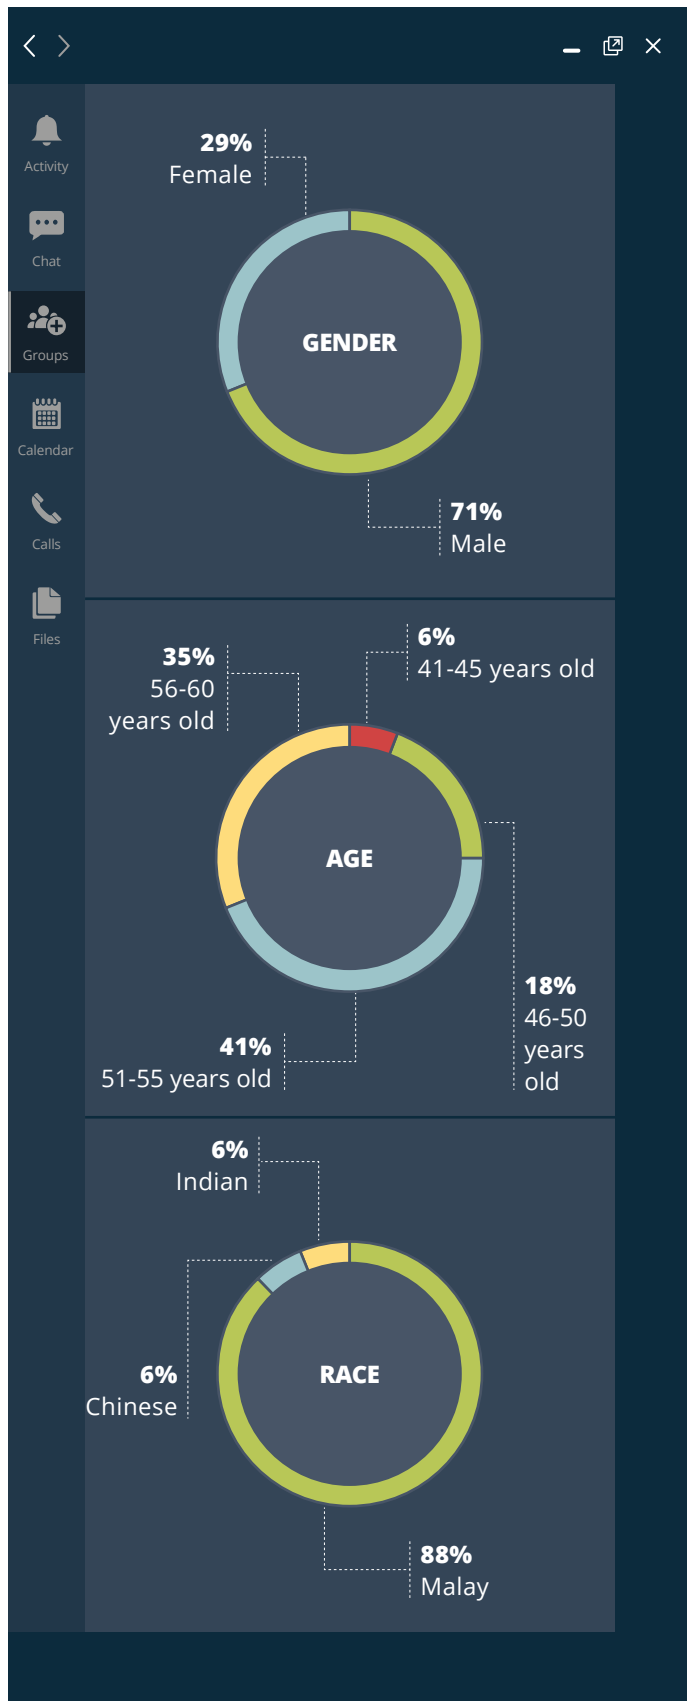 Activity
Chat
Groups
Calendar
Calls
Files
29%
Female
GENDER
71%
Male
35%
56-60
years old
6%
41-45 years old
AGE
18%
46-50
years
old
41%
51-55 years old
6%
Indian
6%
Chinese
RACE
88%
Malay